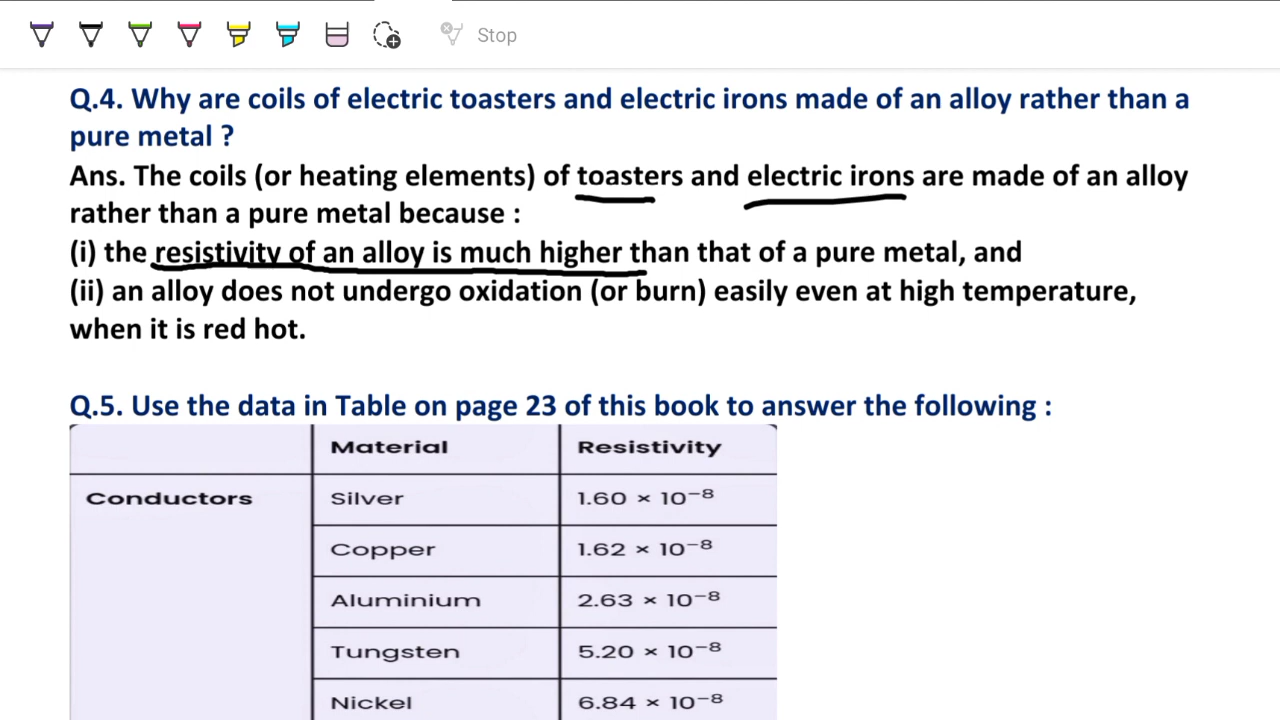 Stop
Q.4. Why are coils of electric toasters and electric irons made of an alloy rather than a
pure metal ?
Ans. The coils (or heating elements) of toasters and electric irons are made of an alloy
rather than a pure metal because :
(i) the resistivity of an alloy is much higher than that of a pure metal, and
(ii) an alloy does not undergo oxidation (or burn) easily even at high temperature,
when it is red hot.
Q.5. Use the data in Table on page 23 of this book to answer the following :
Material Resistivity
Conductors Silver 1.60 × 10⁻⁸
Copper 1.62 × 10⁻⁸
Aluminium 2.63 × 10⁻⁸
Tungsten 5.20 × 10⁻⁸
Nickel 6.84 × 10⁻⁸